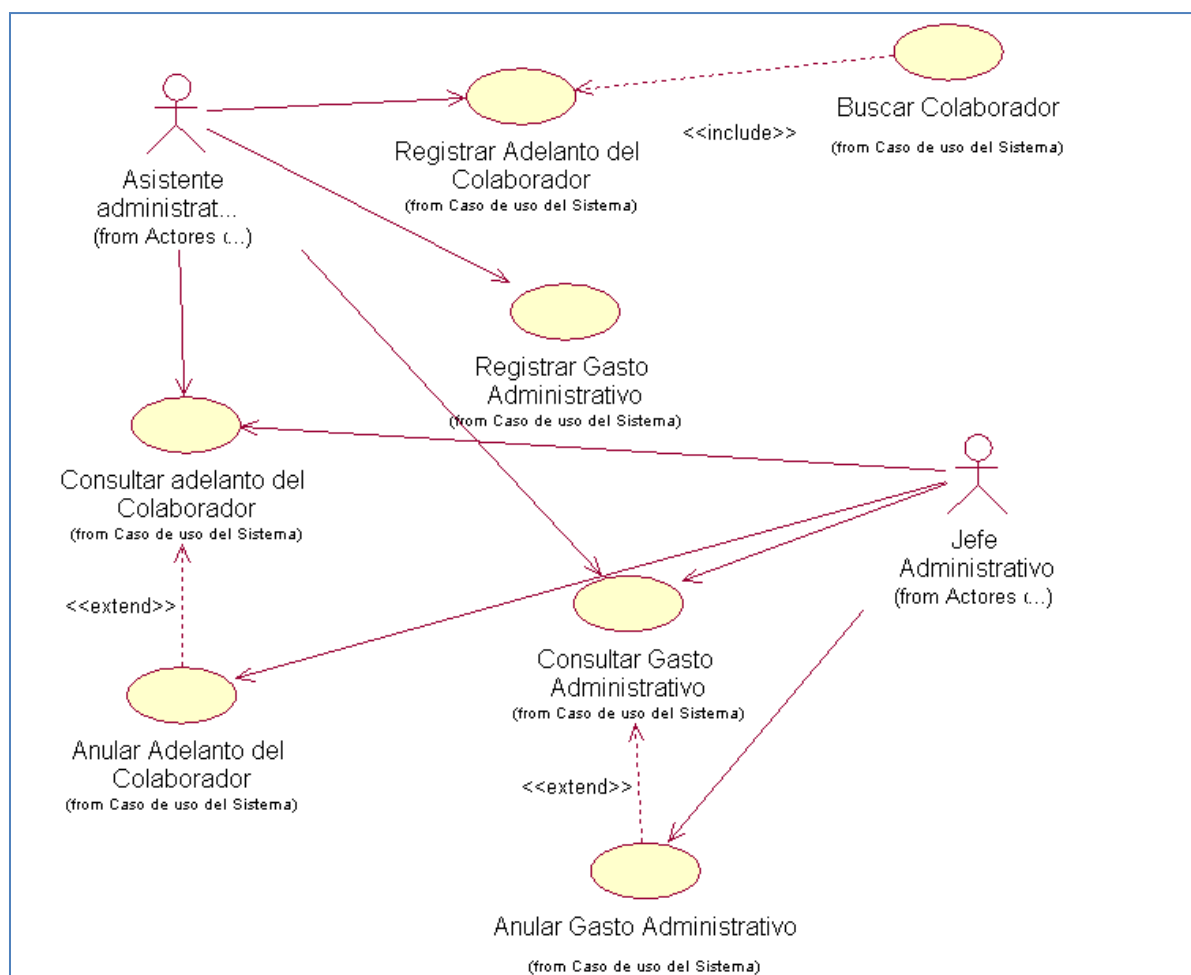 Buscar Colaborador
(from Caso de uso del Sistema)
<<include>>
Registrar Adelanto del
Colaborador
(from Caso de uso del Sistema)
Asistente
administrat...
(from Actores c...)
Registrar Gasto
Administrativo
(from Caso de uso del Sistema)
Consultar adelanto del
Colaborador
(from Caso de uso del Sistema)
Jefe
Administrativo
(from Actores c...)
<<extend>>
Consultar Gasto
Administrativo
(from Caso de uso del Sistema)
Anular Adelanto del
Colaborador
(from Caso de uso del Sistema)
<<extend>>
Anular Gasto Administrativo
(from Caso de uso del Sistema)